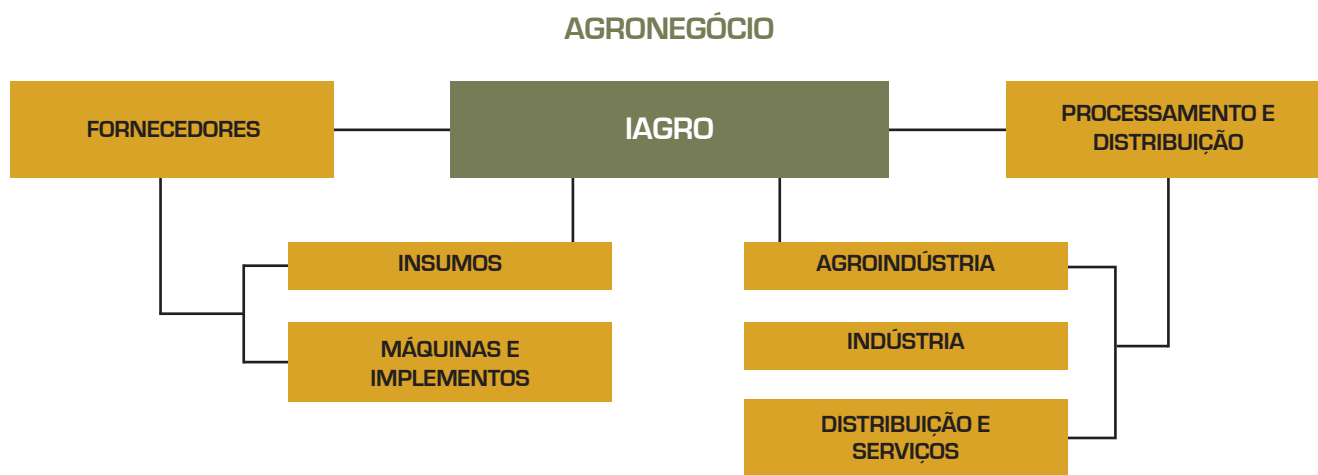 AGRONEGÓCIO
FORNECEDORES
IAGRO
PROCESSAMENTO E
DISTRIBUIÇÃO
INSUMOS
AGROINDÚSTRIA
MÁQUINAS E
IMPLEMENTOS
INDÚSTRIA
DISTRIBUIÇÃO E
SERVIÇOS